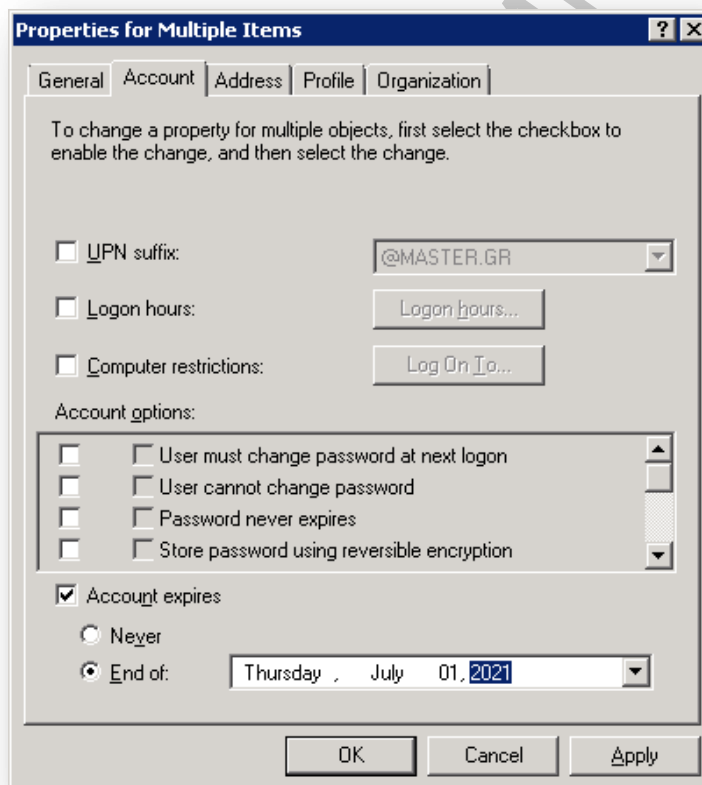 Properties for Multiple Items
General Account Address Profile Organization
To change a property for multiple objects, first select the checkbox to
enable the change, and then select the change.
UPN suffix: @MASTER.GR
Logon hours: Logon hours...
Computer restrictions: Log On To...
Account options:
User must change password at next logon
User cannot change password
Password never expires
Store password using reversible encryption
Account expires
Never
End of: Thursday , July 01, 2021
OK Cancel Apply